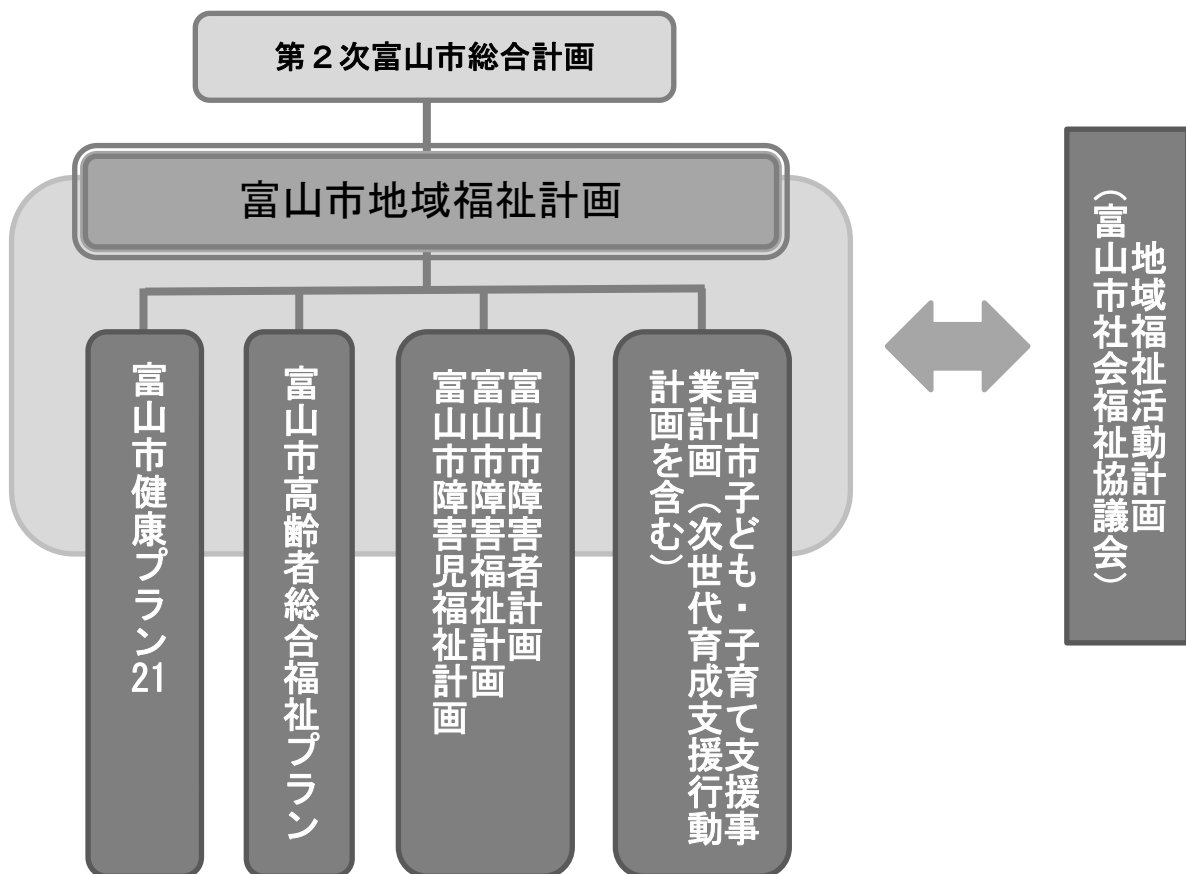 第２次富山市総合計画
富山市地域福祉計画
富山市健康プラン21
富山市高齢者総合福祉プラン
富山市障害者計画
富山市障害福祉計画
富山市障害児福祉計画
富山市子ども・子育て支援事
業計画（次世代育成支援行動
計画を含む）
地域福祉活動計画
（富山市社会福祉協議会）